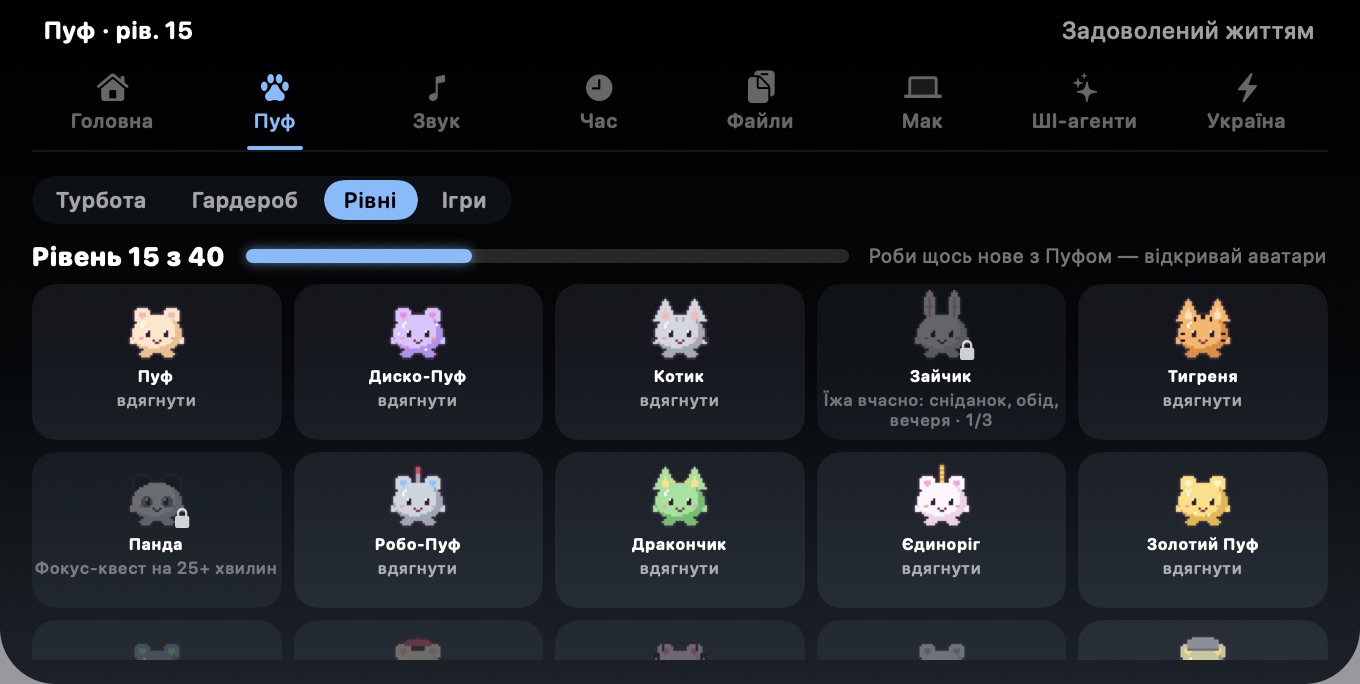 Пуф · рів. 15
Задоволений життям
Головна
Пуф
Звук
Час
Файли
Мак
ШІ-агенти
Україна
Турбота
Гардероб
Рівні
Ігри
Рівень 15 з 40
Роби щось нове з Пуфом — відкривай аватари
Пуф
вдягнути
Диско-Пуф
вдягнути
Котик
вдягнути
Зайчик
Їжа вчасно: сніданок, обід,
вечеря · 1/3
Тигреня
вдягнути
Панда
Фокус-квест на 25+ хвилин
Робо-Пуф
вдягнути
Дракончик
вдягнути
Єдиноріг
вдягнути
Золотий Пуф
вдягнути